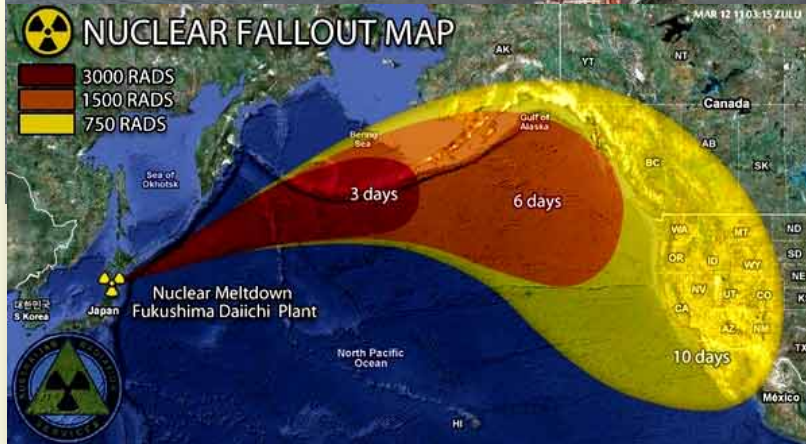 NUCLEAR FALLOUT MAP
MAR 12 11:03:15 ZULU
3000 RADS
1500 RADS
750 RADS
AK
YT
NT
Canada
Bering
Sea
Gulf of
Alaska
Sea of
Okhotsk
BC
AB
SK
3 days
6 days
WA
MT
ND
OR
ID
SD
WY
NE
NV
UT
CO
K
CA
AZ
NM
TX
대한민국
S Korea
Japan
Nuclear Meltdown
Fukushima Daiichi Plant
North Pacific
Ocean
10 days
México
HI
AUSTRALIAN RADIATION
SERVICES